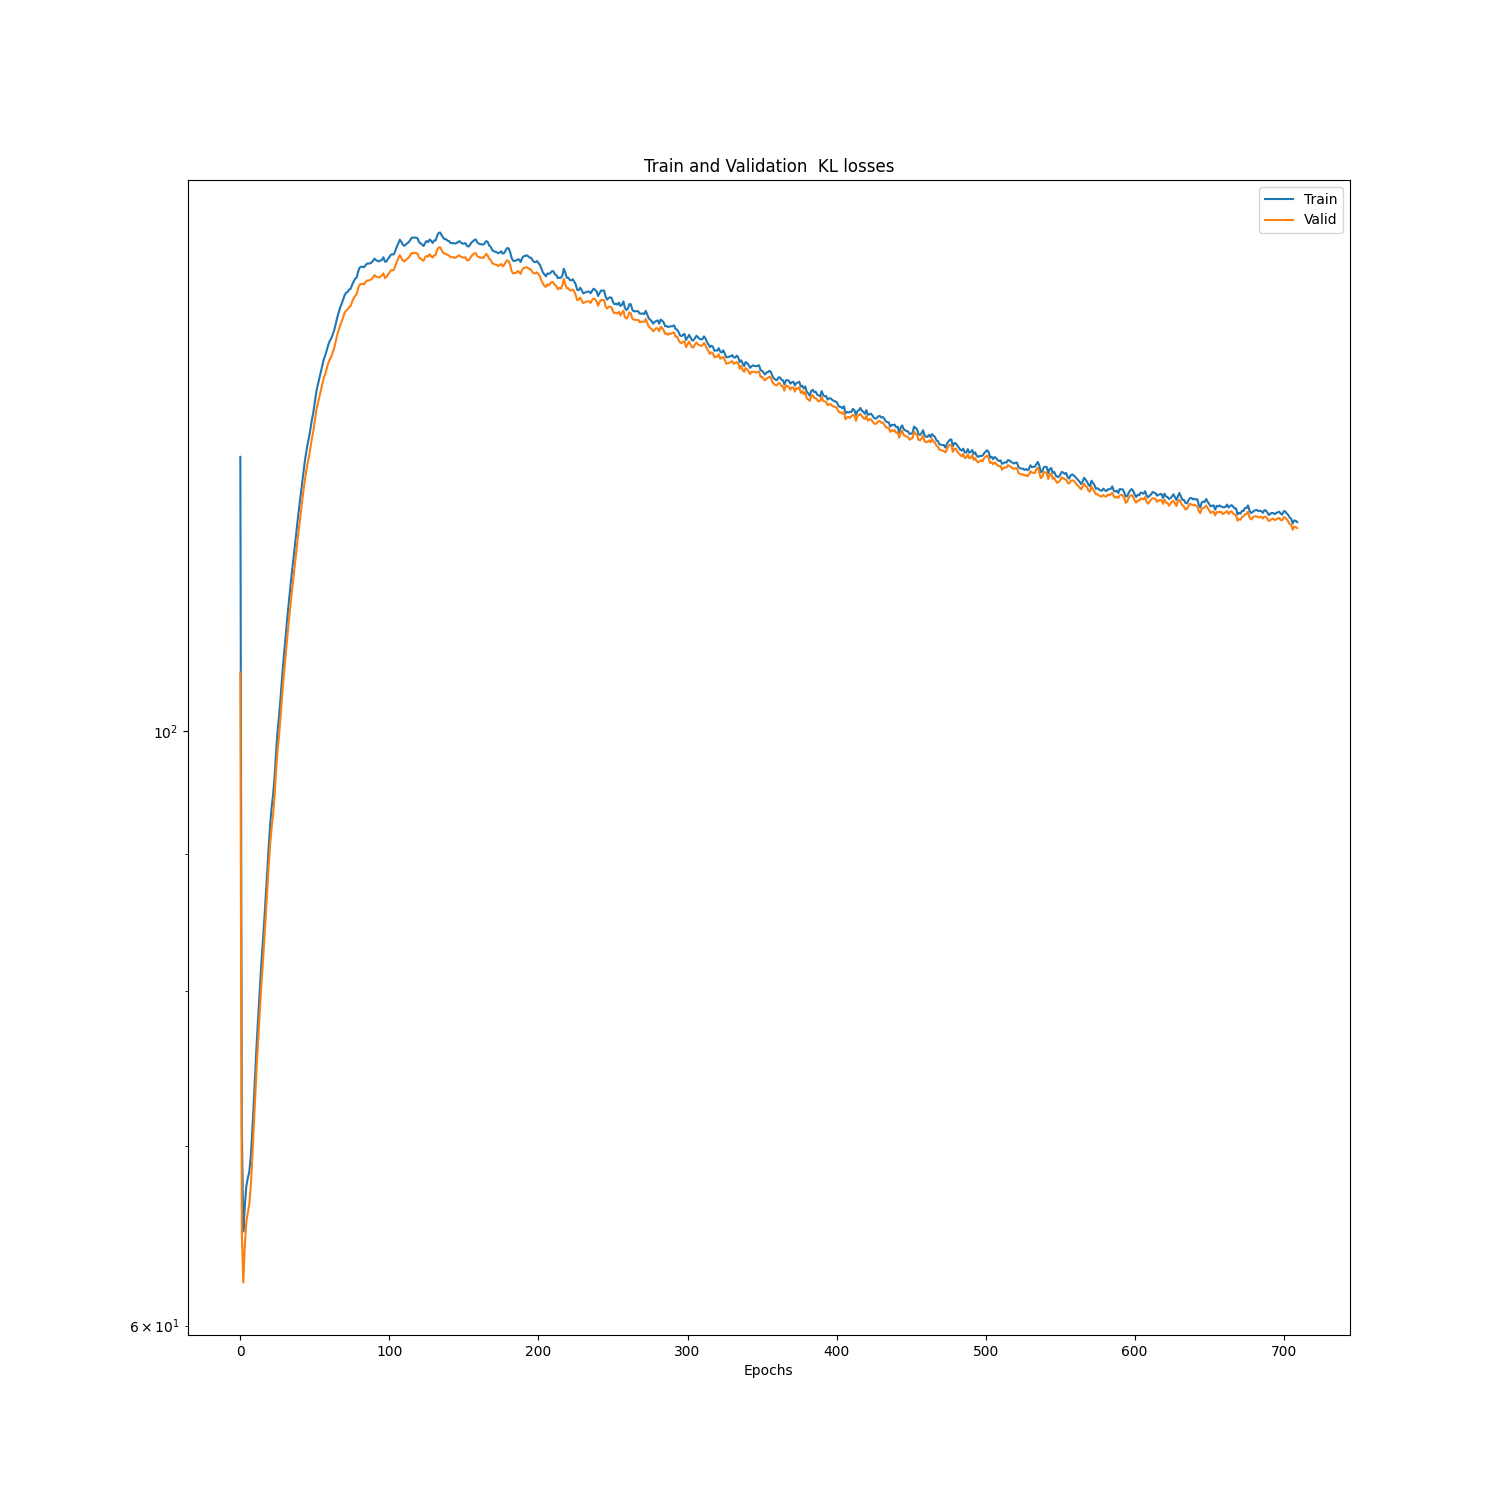 Train and Validation  KL losses
Train
Valid
10²
6 × 10¹
0 100 200 300 400 500 600 700
Epochs